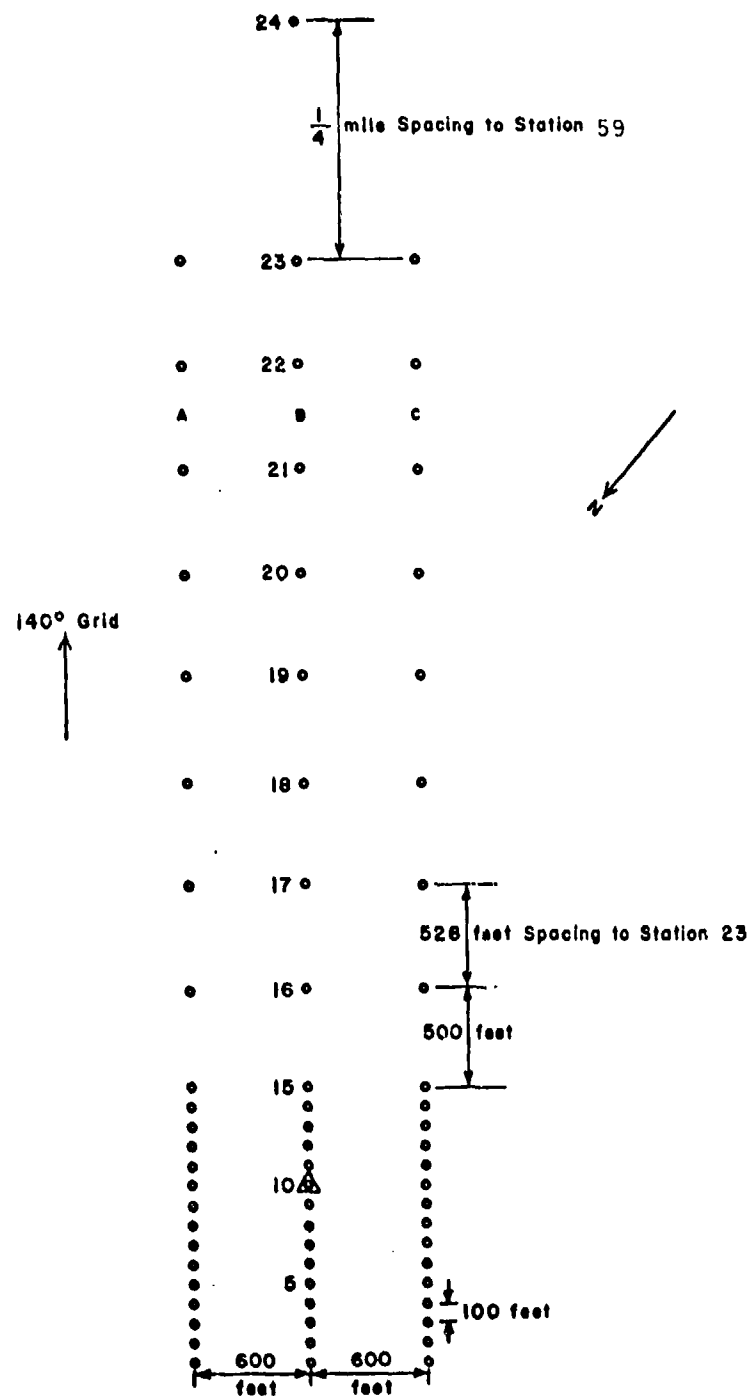 24
1/4 mile Spacing to Station 59
23
22
A B C
21
20
140° Grid
N
19
18
17
528 feet Spacing to Station 23
16
500 feet
15
10
5
100 feet
600 feet
600 feet